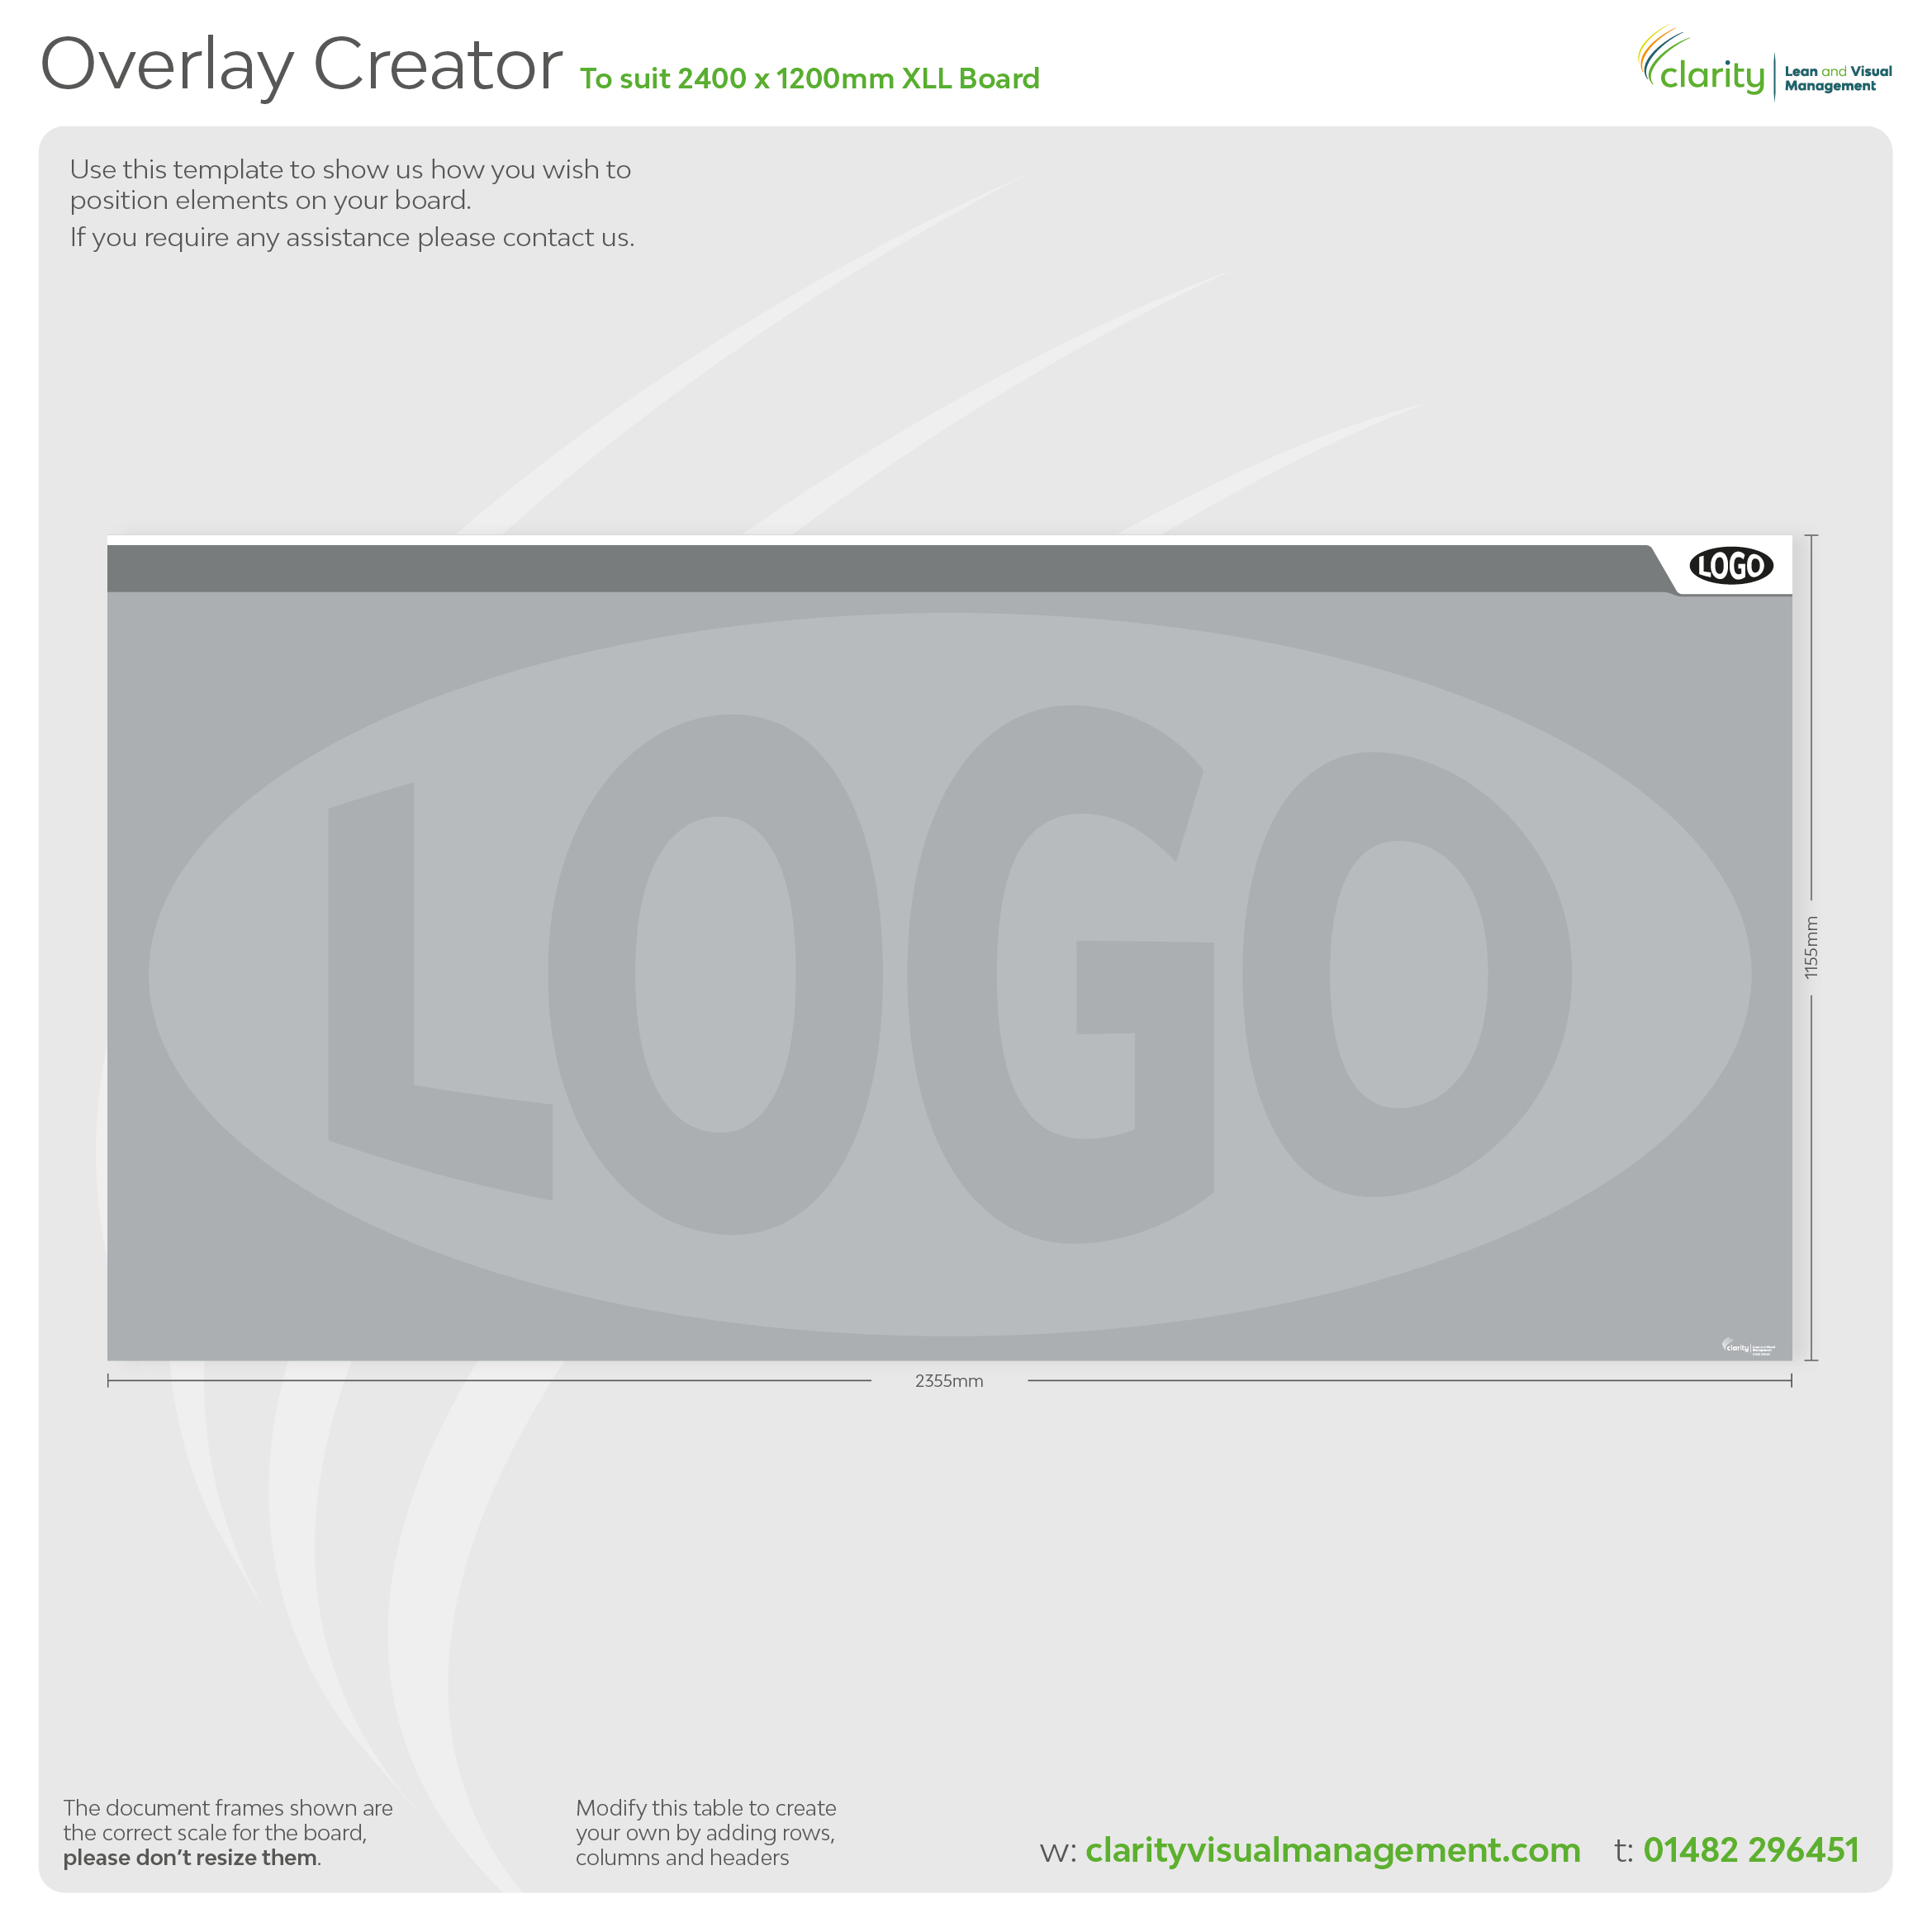 Overlay Creator To suit 2400 x 1200mm XLL Board
clarity Lean and Visual
Management
Use this template to show us how you wish to
position elements on your board.
If you require any assistance please contact us.
LOGO
LOGO
1155mm
clarity
2355mm
The document frames shown are
the correct scale for the board,
please don’t resize them.
Modify this table to create
your own by adding rows,
columns and headers
w: clarityvisualmanagement.com t: 01482 296451